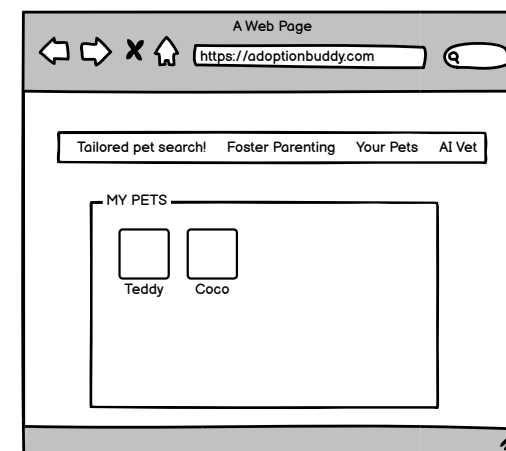 A Web Page
https://adoptionbuddy.com
Tailored pet search! Foster Parenting Your Pets AI Vet
MY PETS
Teddy Coco